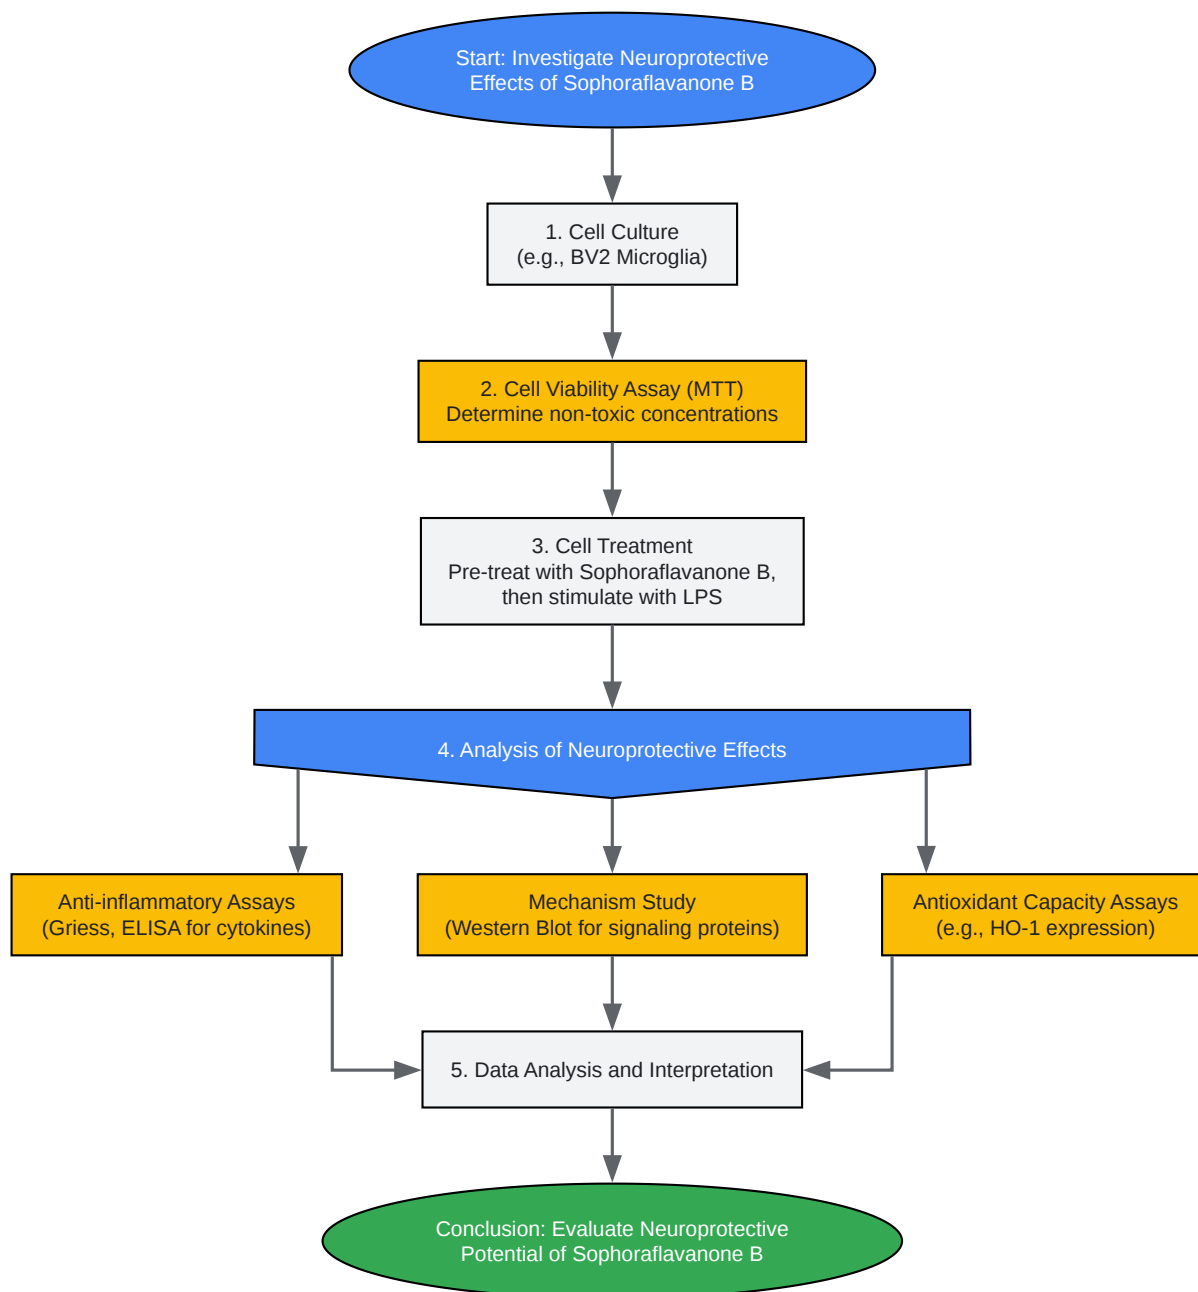 Start: Investigate Neuroprotective
Effects of Sophoraflavanone B
1. Cell Culture
(e.g., BV2 Microglia)
2. Cell Viability Assay (MTT)
Determine non-toxic concentrations
3. Cell Treatment
Pre-treat with Sophoraflavanone B,
then stimulate with LPS
4. Analysis of Neuroprotective Effects
Anti-inflammatory Assays
(Griess, ELISA for cytokines)
Mechanism Study
(Western Blot for signaling proteins)
Antioxidant Capacity Assays
(e.g., HO-1 expression)
5. Data Analysis and Interpretation
Conclusion: Evaluate Neuroprotective
Potential of Sophoraflavanone B